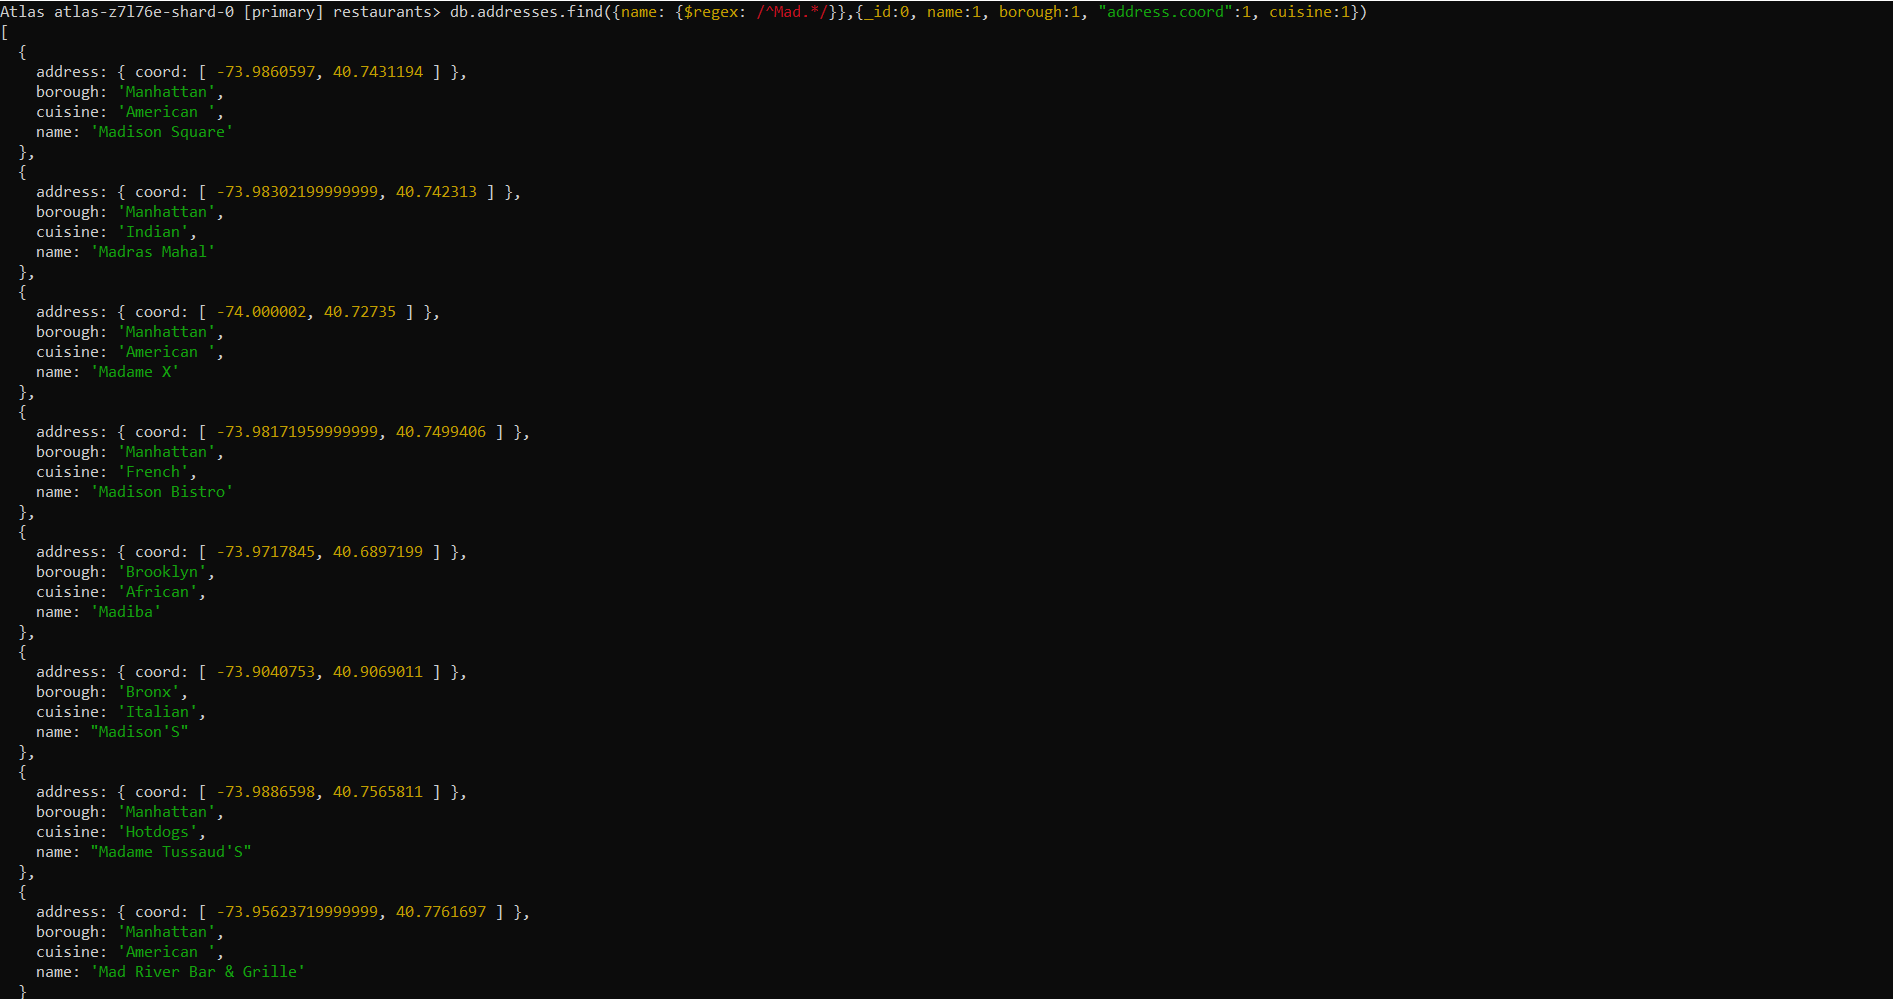 Atlas atlas-z7l76e-shard-0 [primary] restaurants> db.addresses.find({name: {$regex: /^Mad.*/}},{_id:0, name:1, borough:1, "address.coord":1, cuisine:1})
[
  {
    address: { coord: [ -73.9860597, 40.7431194 ] },
    borough: 'Manhattan',
    cuisine: 'American ',
    name: 'Madison Square'
  },
  {
    address: { coord: [ -73.98302199999999, 40.742313 ] },
    borough: 'Manhattan',
    cuisine: 'Indian',
    name: 'Madras Mahal'
  },
  {
    address: { coord: [ -74.000002, 40.72735 ] },
    borough: 'Manhattan',
    cuisine: 'American ',
    name: 'Madame X'
  },
  {
    address: { coord: [ -73.98171959999999, 40.7499406 ] },
    borough: 'Manhattan',
    cuisine: 'French',
    name: 'Madison Bistro'
  },
  {
    address: { coord: [ -73.9717845, 40.6897199 ] },
    borough: 'Brooklyn',
    cuisine: 'African',
    name: 'Madiba'
  },
  {
    address: { coord: [ -73.9040753, 40.9069011 ] },
    borough: 'Bronx',
    cuisine: 'Italian',
    name: "Madison'S"
  },
  {
    address: { coord: [ -73.9886598, 40.7565811 ] },
    borough: 'Manhattan',
    cuisine: 'Hotdogs',
    name: "Madame Tussaud'S"
  },
  {
    address: { coord: [ -73.95623719999999, 40.7761697 ] },
    borough: 'Manhattan',
    cuisine: 'American ',
    name: 'Mad River Bar & Grille'
  }